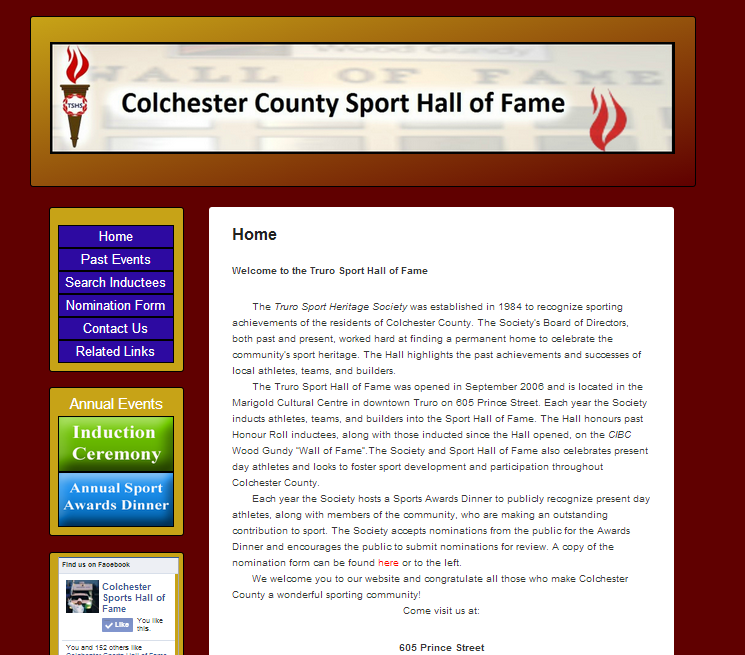 Wood Gundy
WALL OF FAME
TSHS
Colchester County Sport Hall of Fame
Home
Past Events
Search Inductees
Nomination Form
Contact Us
Related Links
Annual Events
Induction
Ceremony
Annual Sport
Awards Dinner
Find us on Facebook
Colchester
Sports Hall of
Fame
Like
You like
this.
You and 152 others like
Colchester Sports Hall of Fame
Home
Welcome to the Truro Sport Hall of Fame
The Truro Sport Heritage Society was established in 1984 to recognize sporting
achievements of the residents of Colchester County. The Society's Board of Directors,
both past and present, worked hard at finding a permanent home to celebrate the
community's sport heritage. The Hall highlights the past achievements and successes of
local athletes, teams, and builders.
The Truro Sport Hall of Fame was opened in September 2006 and is located in the
Marigold Cultural Centre in downtown Truro on 605 Prince Street. Each year the Society
inducts athletes, teams, and builders into the Sport Hall of Fame. The Hall honours past
Honour Roll inductees, along with those inducted since the Hall opened, on the CIBC
Wood Gundy "Wall of Fame".The Society and Sport Hall of Fame also celebrates present
day athletes and looks to foster sport development and participation throughout
Colchester County.
Each year the Society hosts a Sports Awards Dinner to publicly recognize present day
athletes, along with members of the community, who are making an outstanding
contribution to sport. The Society accepts nominations from the public for the Awards
Dinner and encourages the public to submit nominations for review. A copy of the
nomination form can be found here or to the left.
We welcome you to our website and congratulate all those who make Colchester
County a wonderful sporting community!
Come visit us at:
605 Prince Street